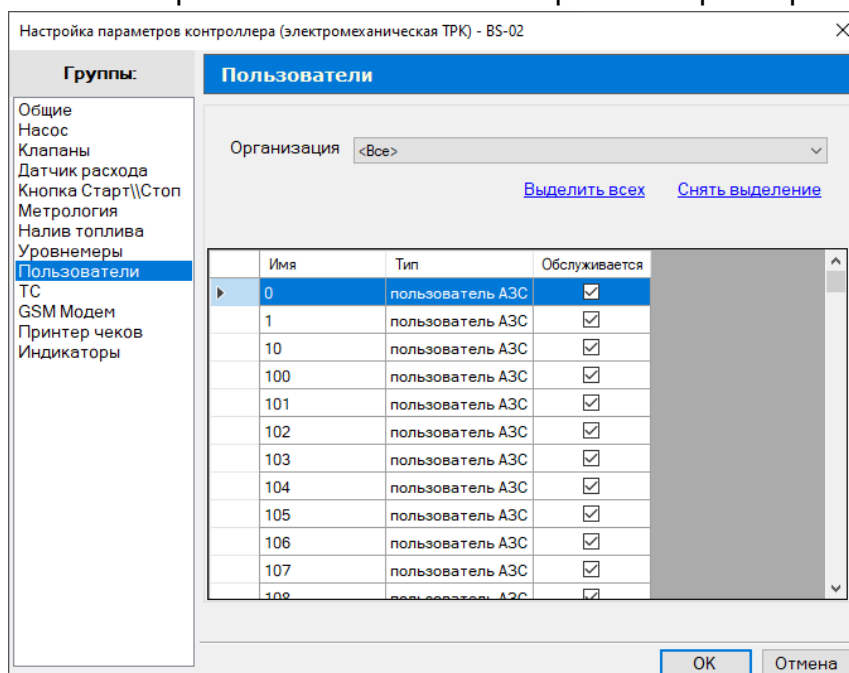 Настройка параметров контроллера (электромеханическая ТРК) - BS-02
Группы:
Пользователи
Общие
Насос
Клапаны
Датчик расхода
Кнопка Старт\\Стоп
Метрология
Налив топлива
Уровнемеры
Пользователи
ТС
GSM Модем
Принтер чеков
Индикаторы
Организация <Все>
Выделить всех Снять выделение
Имя Тип Обслуживается
0 пользователь АЗС
1 пользователь АЗС
10 пользователь АЗС
100 пользователь АЗС
101 пользователь АЗС
102 пользователь АЗС
103 пользователь АЗС
104 пользователь АЗС
105 пользователь АЗС
106 пользователь АЗС
107 пользователь АЗС
108 пользователь АЗС
OK Отмена